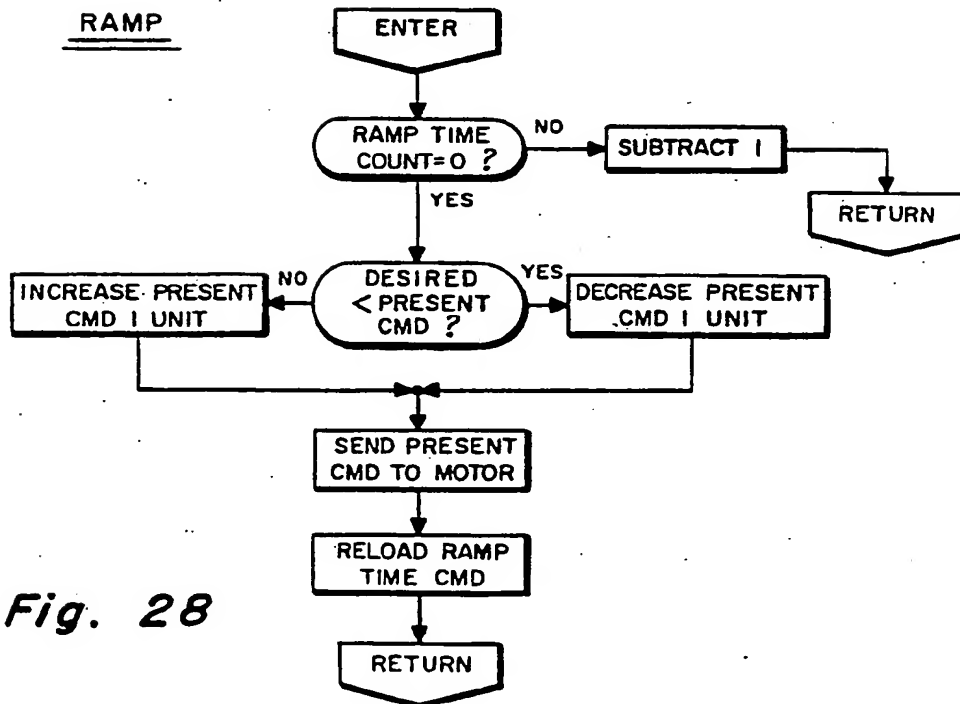 RAMP
ENTER
RAMP TIME
COUNT=0 ?
NO
SUBTRACT 1
RETURN
YES
DESIRED
< PRESENT
CMD ?
NO
INCREASE PRESENT
CMD 1 UNIT
YES
DECREASE PRESENT
CMD 1 UNIT
SEND PRESENT
CMD TO MOTOR
RELOAD RAMP
TIME CMD
RETURN
Fig. 28